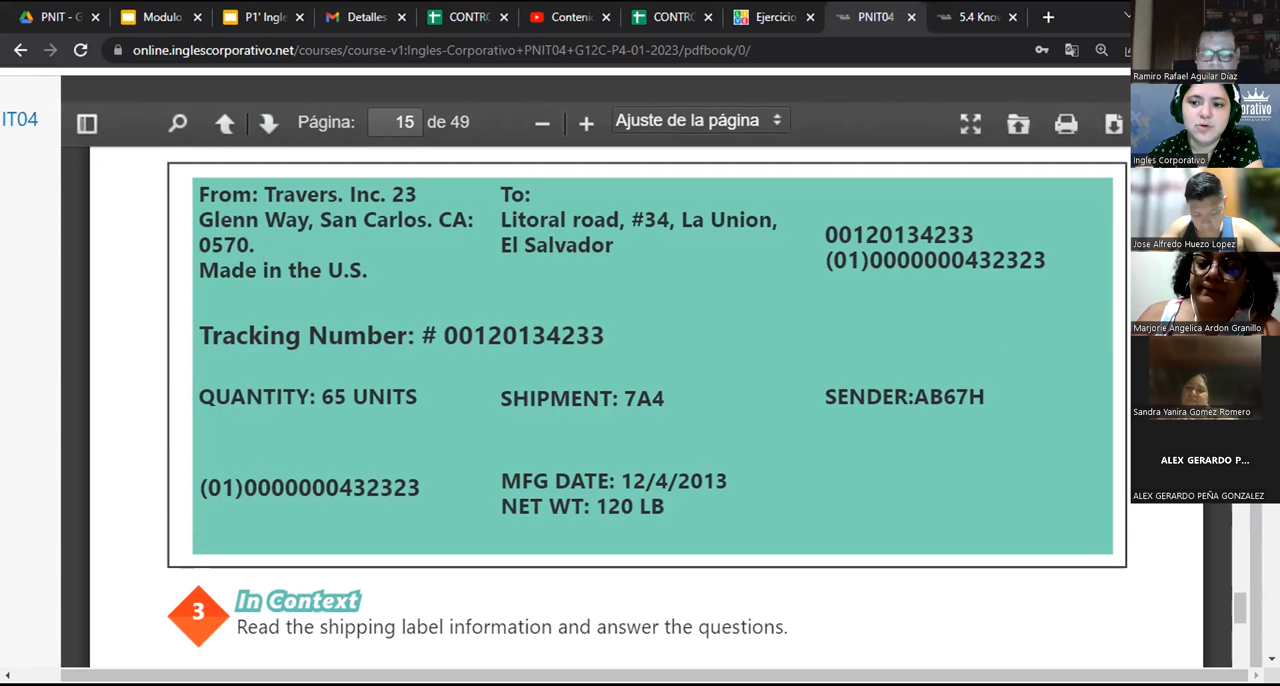 PNIT - G
Modulo
P1' Ingle
Detalles
CONTRC
Conteni
CONTRC
Ejercicio
PNIT04
5.4 Kno
online.inglescorporativo.net/courses/course-v1:Ingles-Corporativo+PNIT04+G12C-P4-01-2023/pdfbook/0/
IT04
Página: 15 de 49
Ajuste de la página
From: Travers. Inc. 23
Glenn Way, San Carlos. CA:
0570.
Made in the U.S.
To:
Litoral road, #34, La Union,
El Salvador
00120134233
(01)0000000432323
Tracking Number: # 00120134233
QUANTITY: 65 UNITS
SHIPMENT: 7A4
SENDER:AB67H
(01)0000000432323
MFG DATE: 12/4/2013
NET WT: 120 LB
3
In Context
Read the shipping label information and answer the questions.
Ramiro Rafael Aguilar Díaz
orativo
Ingles Corporativo
Jose Alfredo Huezo Lopez
Marjorie Angelica Ardon Granillo
Sandra Yanira Gomez Romero
ALEX GERARDO P...
ALEX GERARDO PEÑA GONZALEZ